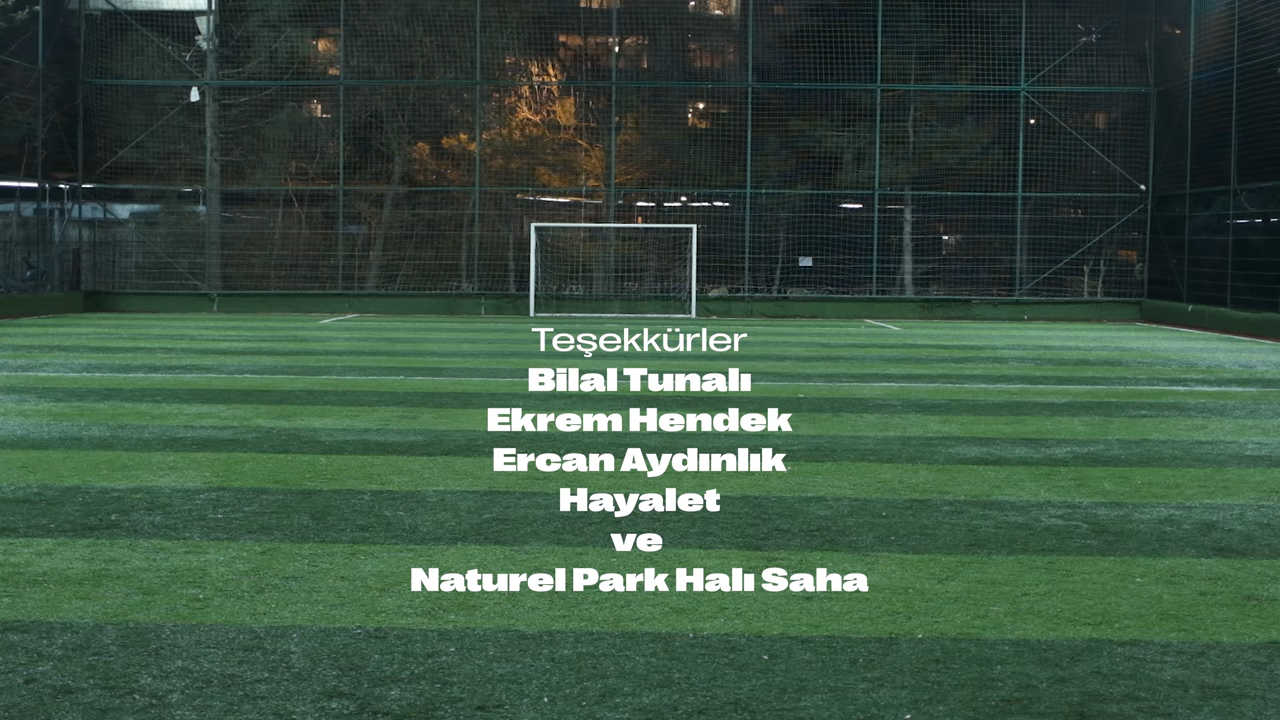 Teşekkürler
Bilal Tunalı
Ekrem Hendek
Ercan Aydınlık
Hayalet
ve
Naturel Park Halı Saha